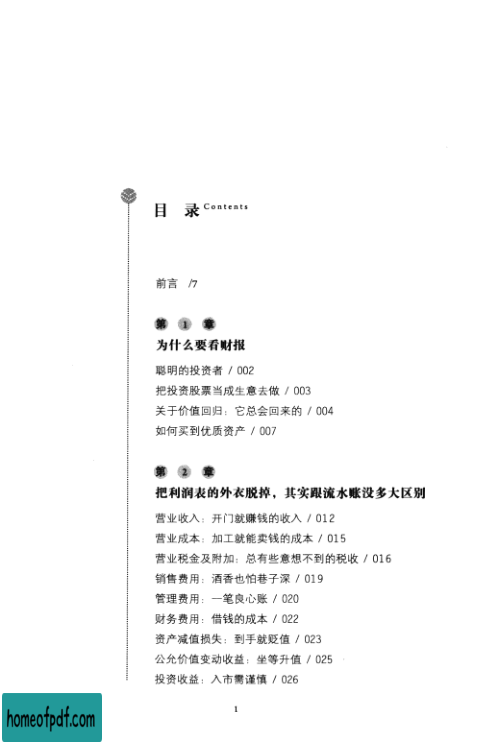 目 录 Contents
前言 /7
第 1 章
为什么要看财报
聪明的投资者 / 002
把投资股票当成生意去做 / 003
关于价值回归：它总会回来的 / 004
如何买到优质资产 / 007
第 2 章
把利润表的外衣脱掉，其实跟流水账没多大区别
营业收入：开门就赚钱的收入 / 012
营业成本：加工就能卖钱的成本 / 015
营业税金及附加：总有些意想不到的税收 / 016
销售费用：酒香也怕巷子深 / 019
管理费用：一笔良心账 / 020
财务费用：借钱的成本 / 022
资产减值损失：到手就贬值 / 023
公允价值变动收益：坐等升值 / 025
投资收益：入市需谨慎 / 026
1
homeofpdf.com